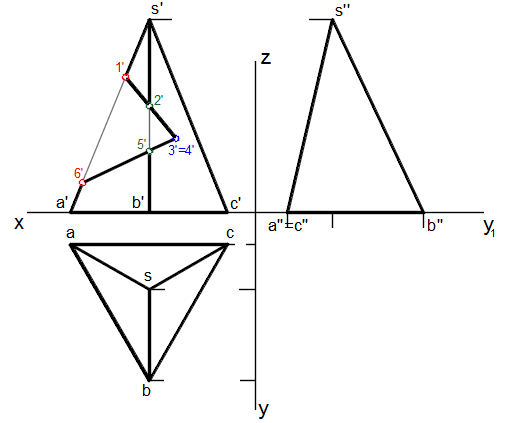 s' s''
z
1'
2'
5' 3'=4'
6'
a' b' c'
x a''=c'' b'' y₁
a c
s
b
y